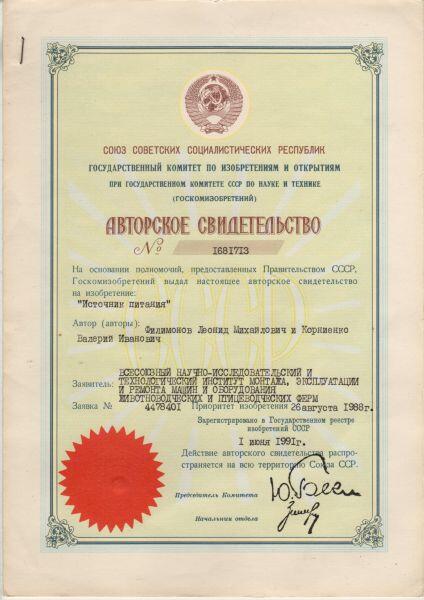 СОЮЗ СОВЕТСКИХ СОЦИАЛИСТИЧЕСКИХ РЕСПУБЛИК
ГОСУДАРСТВЕННЫЙ КОМИТЕТ ПО ИЗОБРЕТЕНИЯМ И ОТКРЫТИЯМ
ПРИ ГОСУДАРСТВЕННОМ КОМИТЕТЕ СССР ПО НАУКЕ И ТЕХНИКЕ
(ГОСКОМИЗОБРЕТЕНИЙ)
АВТОРСКОЕ СВИДЕТЕЛЬСТВО
№ 1681713
На основании полномочий, предоставленных Правительством СССР,
Госкомизобретений выдал настоящее авторское свидетельство
на изобретение:
"Источник питания"
Автор (авторы): Филимонов Леонид Михайлович и Корниенко
Валерий Иванович
Заявитель: ВСЕСОЮЗНЫЙ НАУЧНО-ИССЛЕДОВАТЕЛЬСКИЙ И
ТЕХНОЛОГИЧЕСКИЙ ИНСТИТУТ МОНТАЖА, ЭКСПЛУАТАЦИИ
И РЕМОНТА МАШИН И ОБОРУДОВАНИЯ
ЖИВОТНОВОДЧЕСКИХ И ПТИЦЕВОДЧЕСКИХ ФЕРМ
Заявка № 4478401 Приоритет изобретения 26августа 1988г.
Зарегистрировано в Государственном реестре
изобретений СССР
1 июня 1991г.
Действие авторского свидетельства распро-
страняется на всю территорию Союза ССР.
Председатель Комитета
Начальник отдела